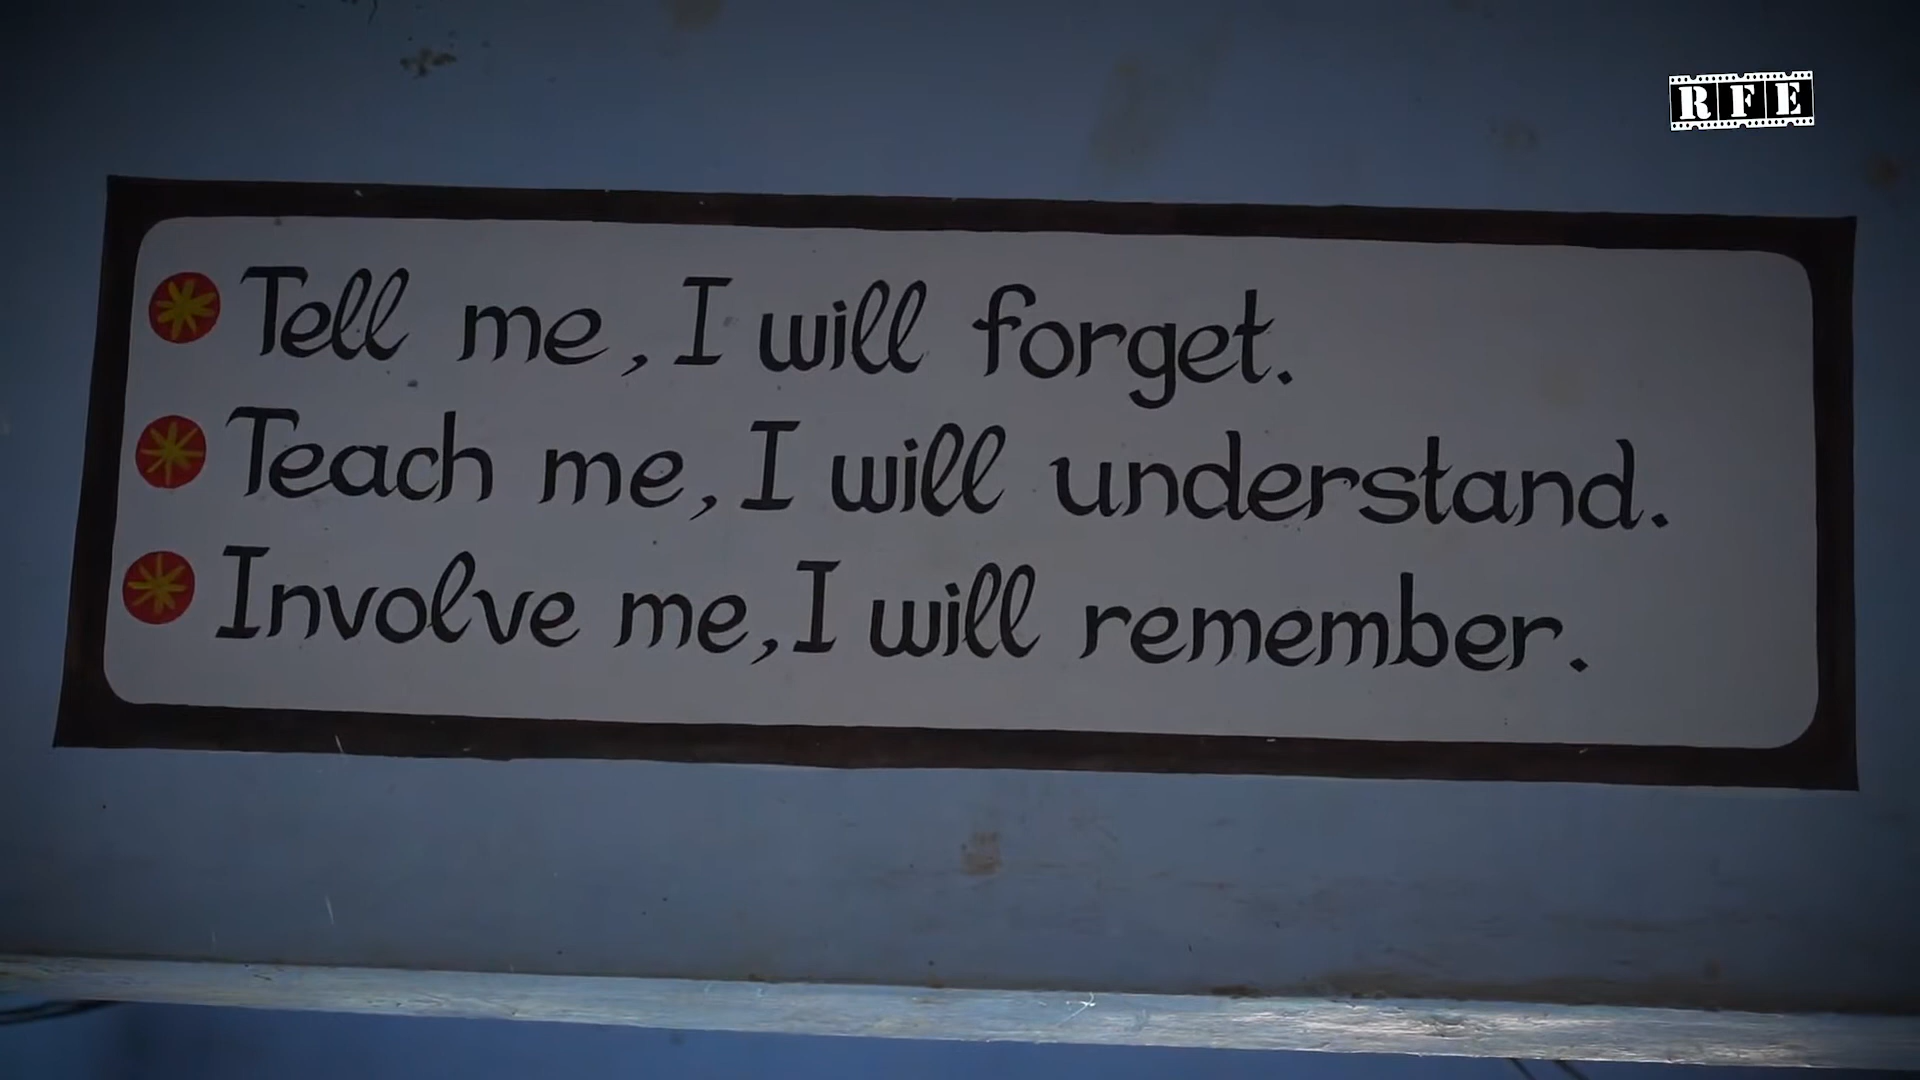 RFE
Tell me, I will forget.
Teach me, I will understand.
Involve me, I will remember.